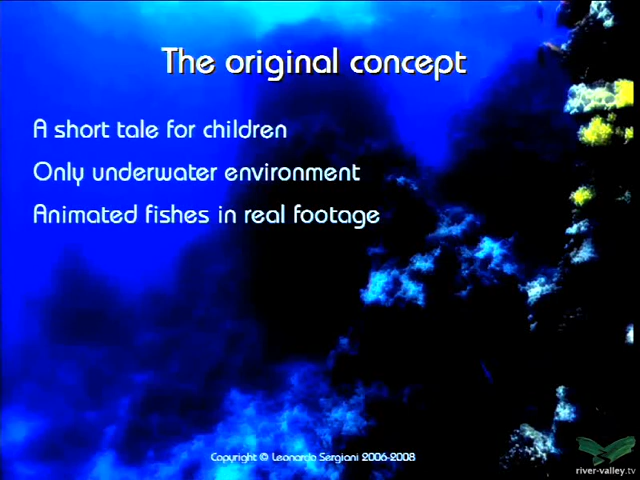 The original concept
A short tale for children
Only underwater environment
Animated fishes in real footage
Copyright © Leonardo Sergiani 2006-2008
river-valley.tv